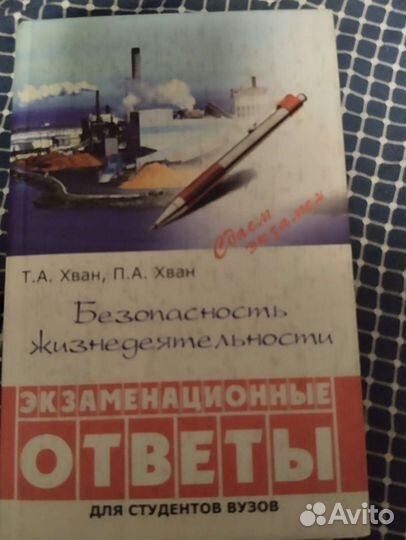 Сдаем
экзамен
Т.А. Хван, П.А. Хван
Безопасность
жизнедеятельности
ЭКЗАМЕНАЦИОННЫЕ
ОТВЕТЫ
ДЛЯ СТУДЕНТОВ ВУЗОВ
Avito